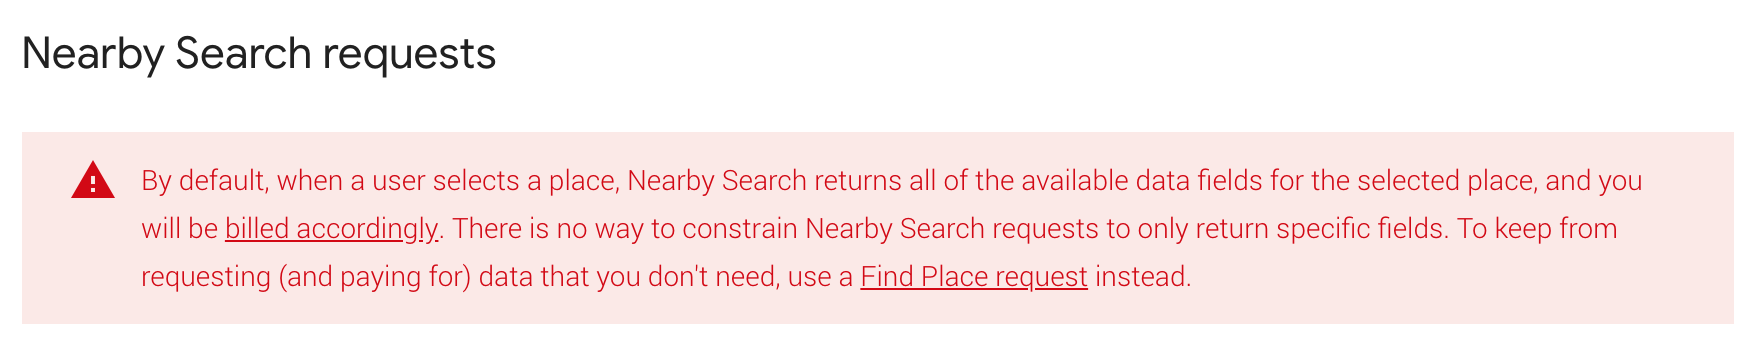 Nearby Search requests
By default, when a user selects a place, Nearby Search returns all of the available data fields for the selected place, and you
will be billed accordingly. There is no way to constrain Nearby Search requests to only return specific fields. To keep from
requesting (and paying for) data that you don't need, use a Find Place request instead.